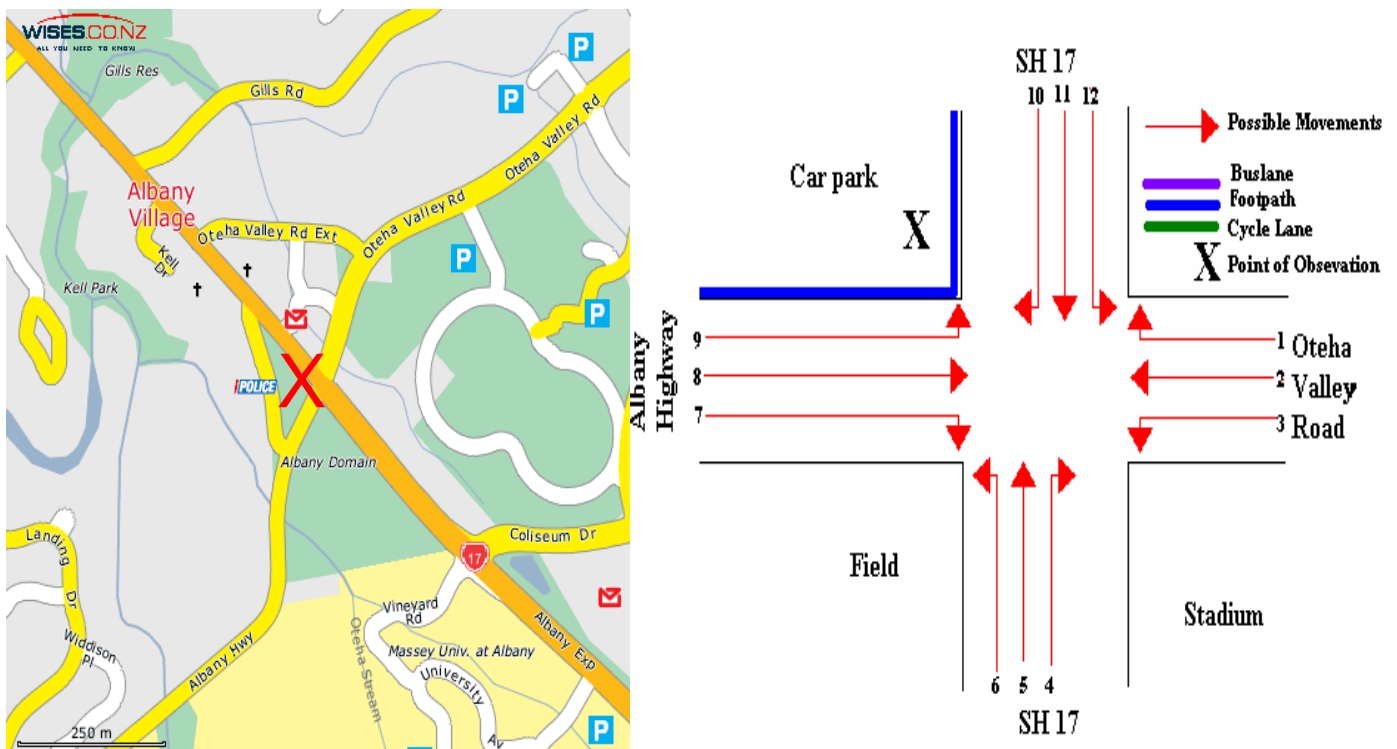 WISES.CO.NZ
ALL YOU NEED TO KNOW
Gills Res
Gills Rd
P
P
Oteha Valley Rd
Albany
Village
Oteha Valley Rd
Oteha Valley Rd Ext
Kell
Dr
P
Kell Park
P
POLICE
X
Albany Domain
Landing
Dr
Coliseum Dr
17
Vineyard
Rd
Widdison
Pl
Albany Hwy
Oteha Stream
Massey Univ. at Albany
Albany Exp
University
Av
P
250 m
SH 17
10 11 12
Possible Movements
Buslane
Footpath
Cycle Lane
X Point of Obsevation
Car park
X
Albany
Highway
9
8
7
1 Oteha
2 Valley
3 Road
Field
Stadium
6 5 4
SH 17